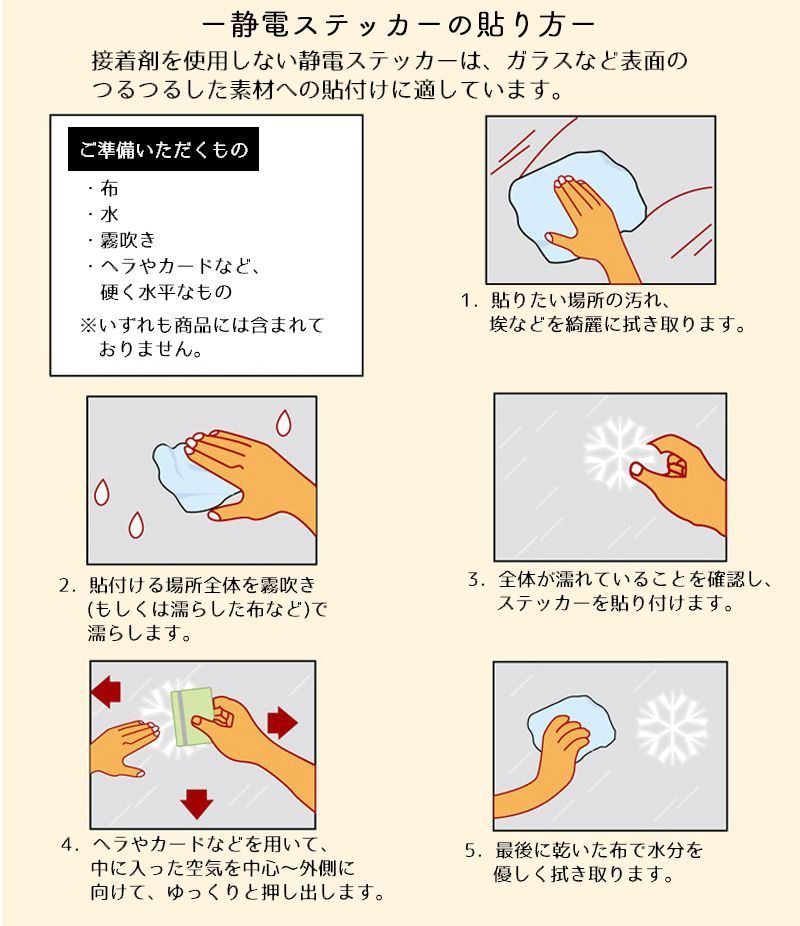 ー静電ステッカーの貼り方ー
接着剤を使用しない静電ステッカーは、ガラスなど表面の
つるつるした素材への貼付けに適しています。
ご準備いただくもの
・布
・水
・霧吹き
・ヘラやカードなど、
硬く水平なもの
※いずれも商品には含まれて
おりません。
1. 貼りたい場所の汚れ、
埃などを綺麗に拭き取ります。
2. 貼付ける場所全体を霧吹き
(もしくは濡らした布など)で
濡らします。
3. 全体が濡れていることを確認し、
ステッカーを貼り付けます。
4. ヘラやカードなどを用いて、
中に入った空気を中心～外側に
向けて、ゆっくりと押し出します。
5. 最後に乾いた布で水分を
優しく拭き取ります。